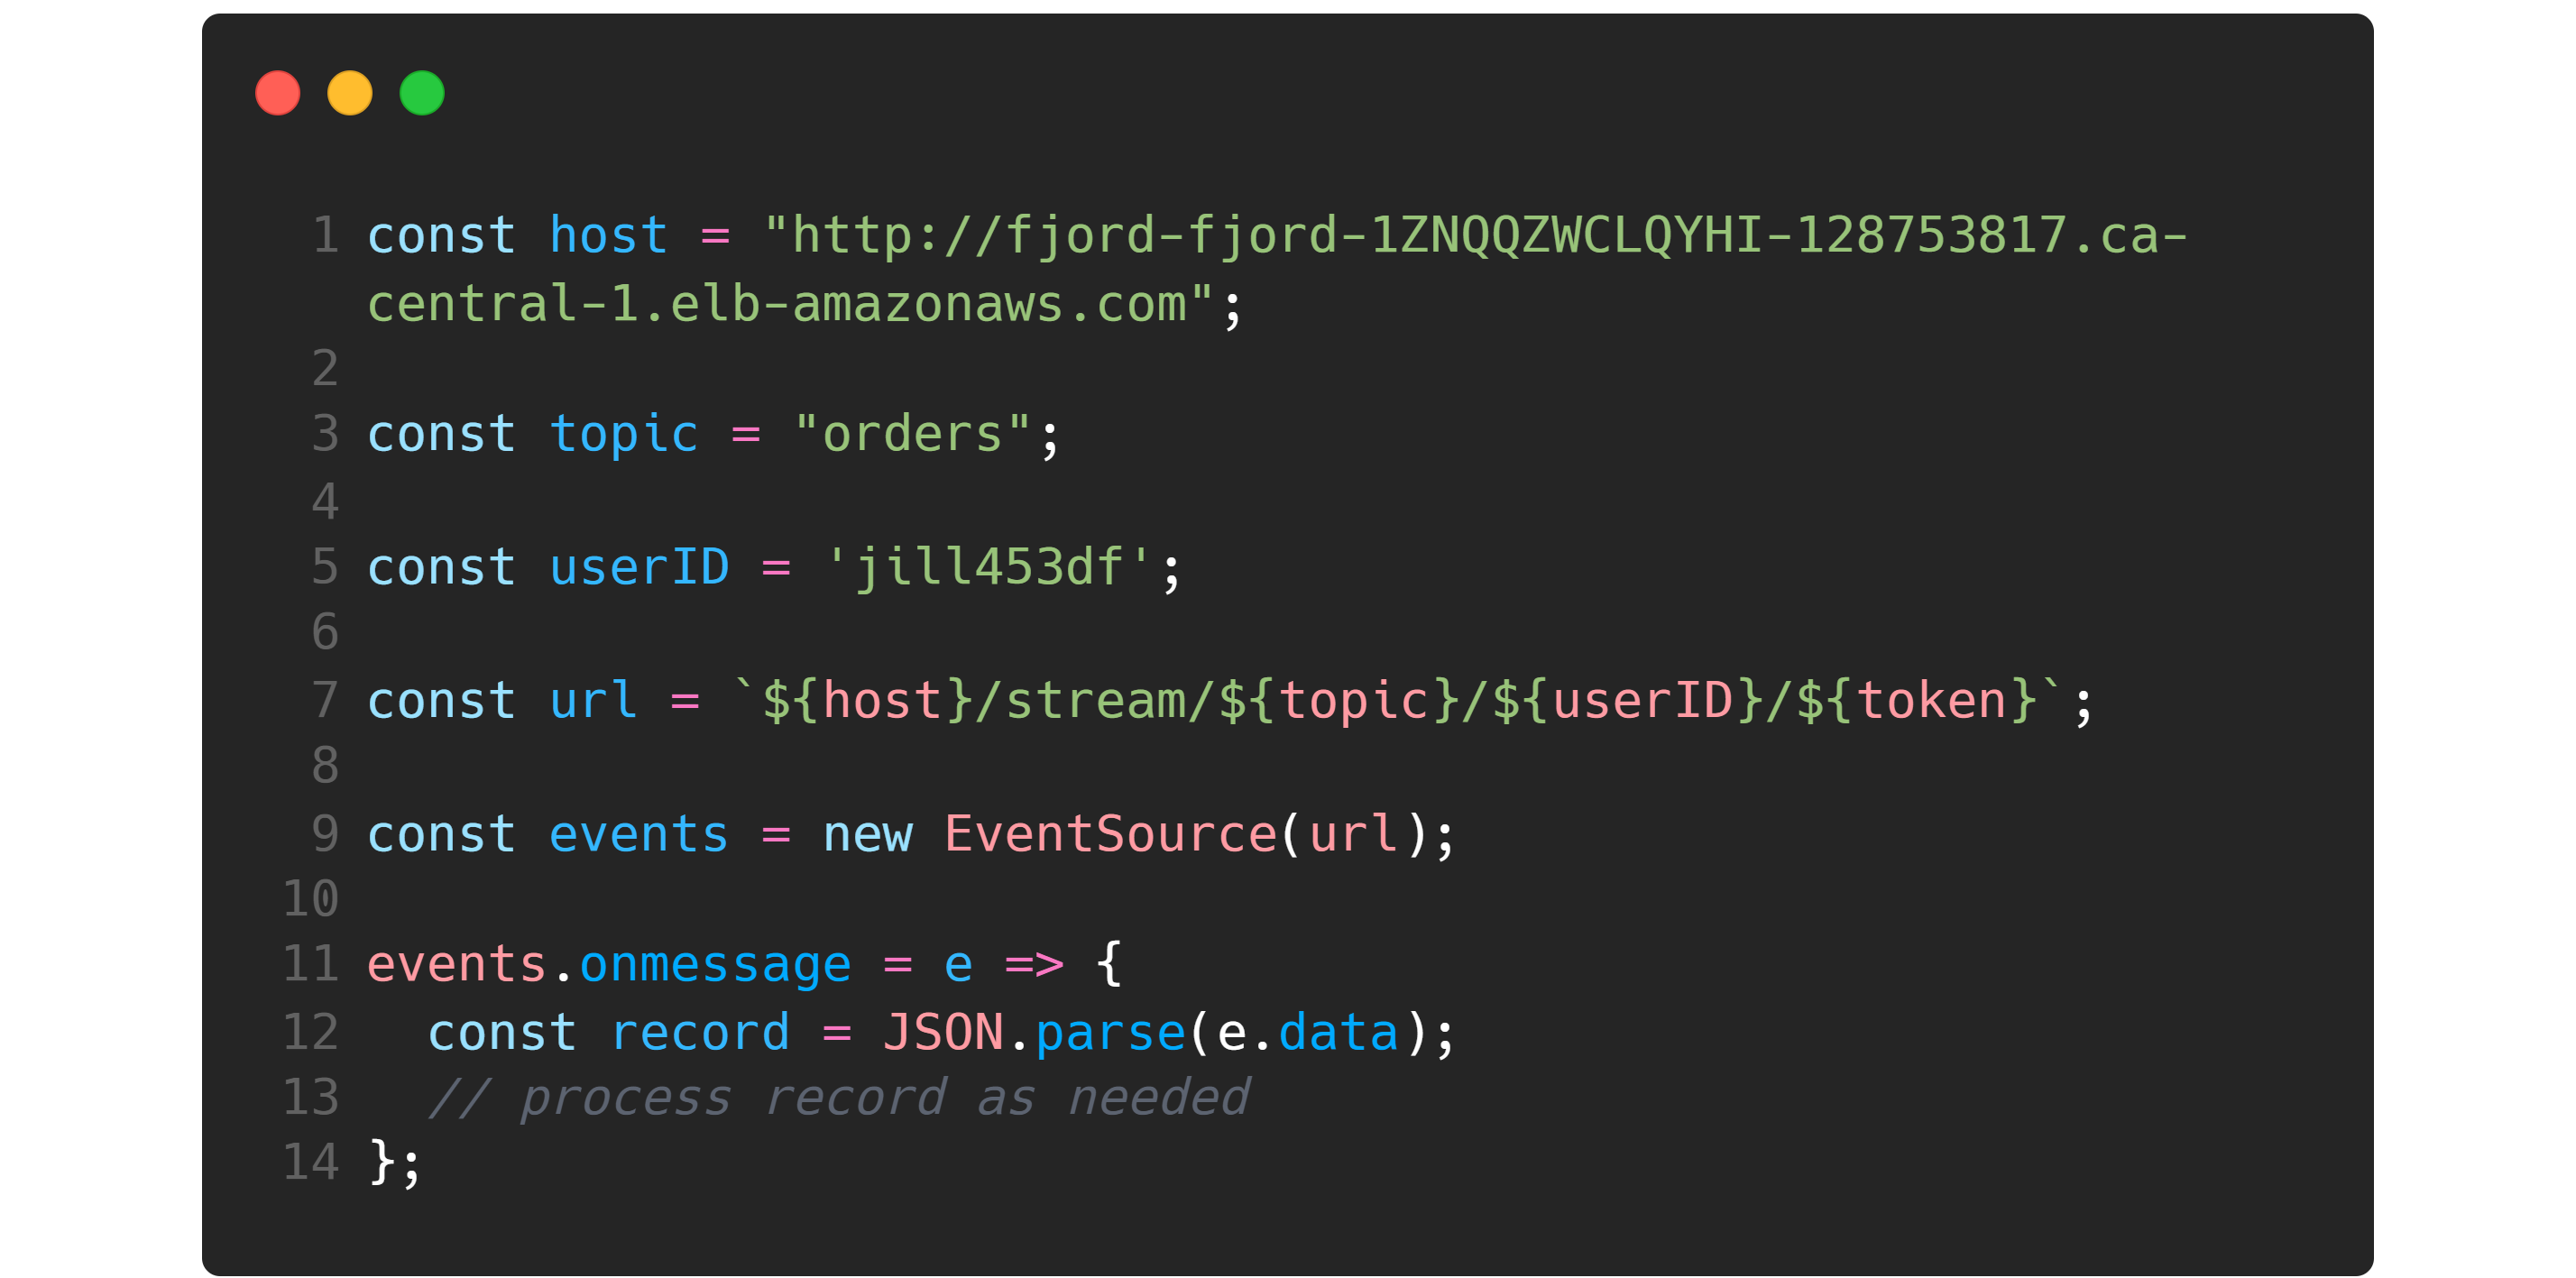 1 const host = "http://fjord-fjord-1ZNQQZWCLQYHI-128753817.ca-
central-1.elb-amazonaws.com";
2
3 const topic = "orders";
4
5 const userID = 'jill453df';
6
7 const url = `${host}/stream/${topic}/${userID}/${token}`;
8
9 const events = new EventSource(url);
10
11 events.onmessage = e => {
12   const record = JSON.parse(e.data);
13   // process record as needed
14 };